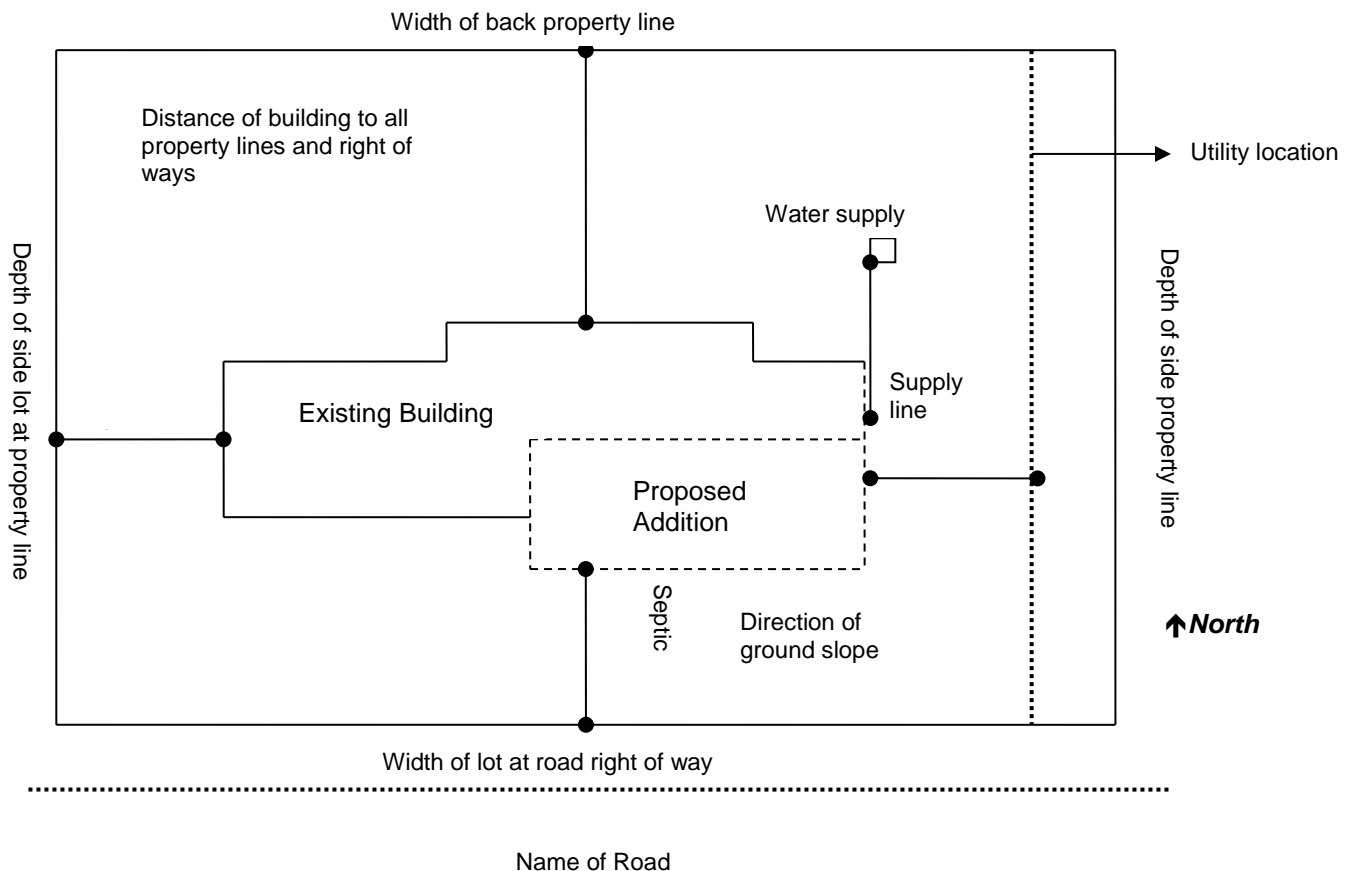 Width of back property line
Distance of building to all
property lines and right of
ways
Utility location
Water supply
Depth of side lot at property line
Depth of side property line
Supply
line
Existing Building
Proposed
Addition
Septic
Direction of
ground slope
North
Width of lot at road right of way
Name of Road